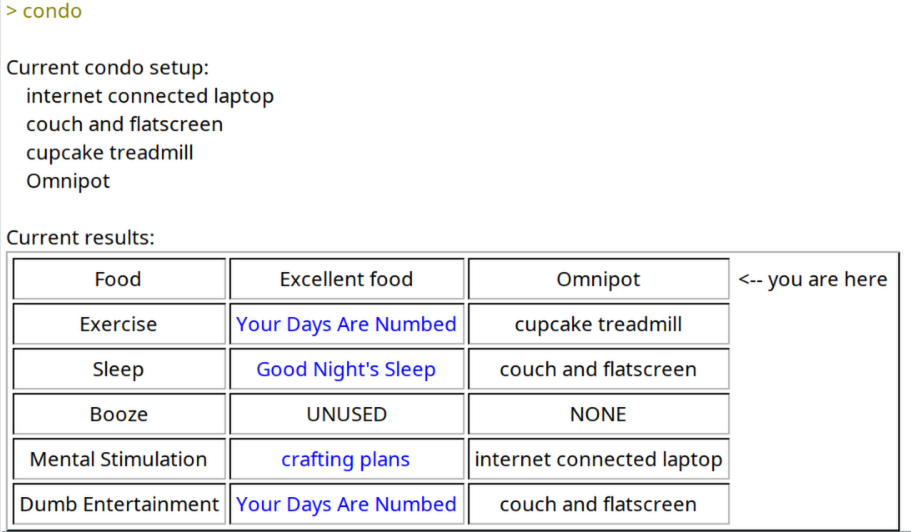 > condo
Current condo setup:
internet connected laptop
couch and flatscreen
cupcake treadmill
Omnipot
Current results:
Food Excellent food Omnipot <-- you are here
Exercise Your Days Are Numbed cupcake treadmill
Sleep Good Night's Sleep couch and flatscreen
Booze UNUSED NONE
Mental Stimulation crafting plans internet connected laptop
Dumb Entertainment Your Days Are Numbed couch and flatscreen